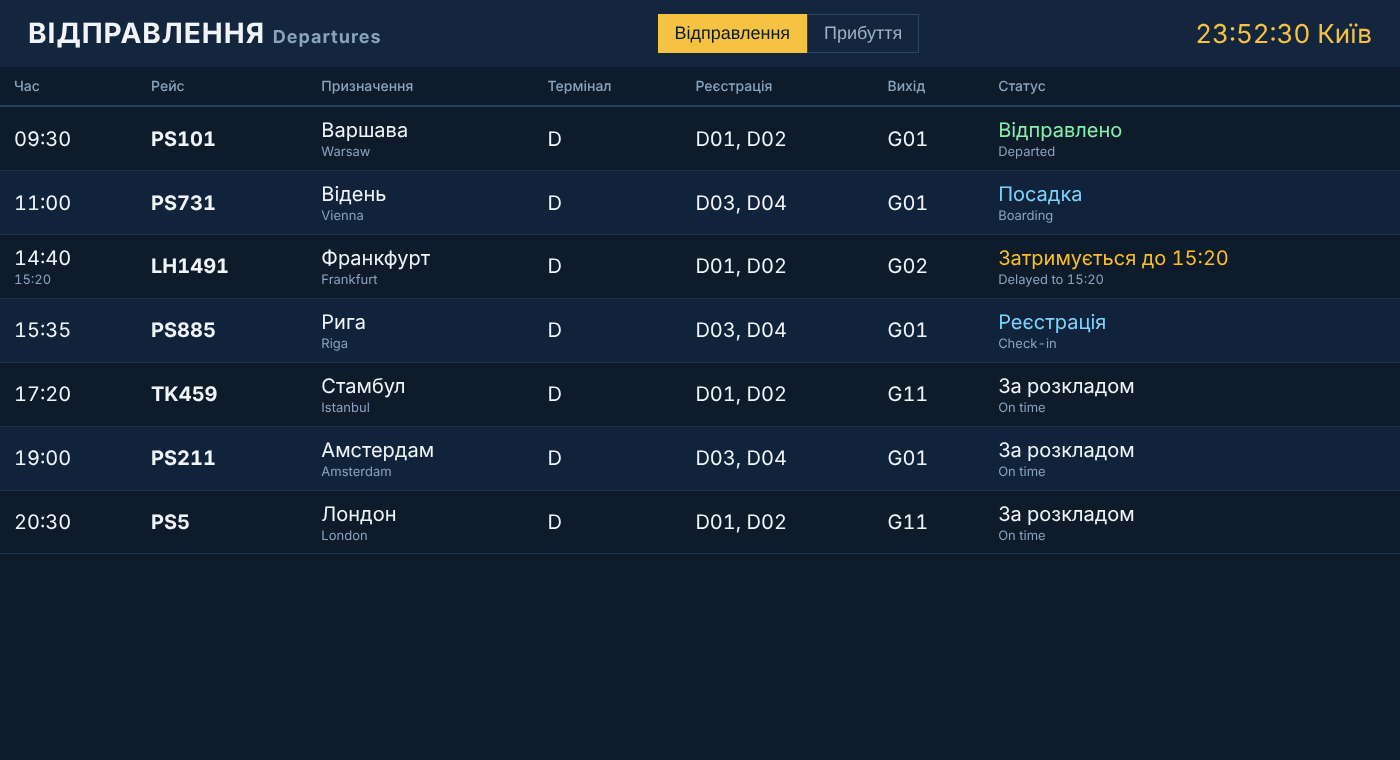 ВІДПРАВЛЕННЯ Departures
Відправлення Прибуття
23:52:30 Київ
Час Рейс Призначення Термінал Реєстрація Вихід Статус
09:30 PS101 Варшава D D01, D02 G01 Відправлено
Warsaw Departed
11:00 PS731 Відень D D03, D04 G01 Посадка
Vienna Boarding
14:40 LH1491 Франкфурт D D01, D02 G02 Затримується до 15:20
15:20 Frankfurt Delayed to 15:20
15:35 PS885 Рига D D03, D04 G01 Реєстрація
Riga Check-in
17:20 TK459 Стамбул D D01, D02 G11 За розкладом
Istanbul On time
19:00 PS211 Амстердам D D03, D04 G01 За розкладом
Amsterdam On time
20:30 PS5 Лондон D D01, D02 G11 За розкладом
London On time